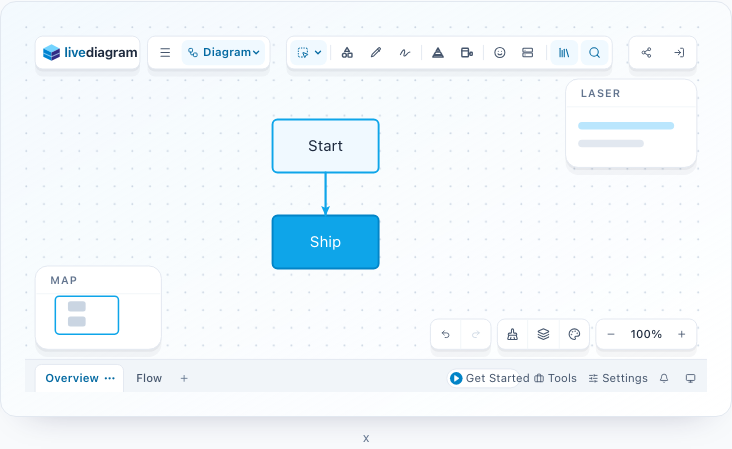 livediagram
Diagram
LASER
Start
Ship
MAP
100%
Overview
Flow
Get Started
Tools
Settings
x